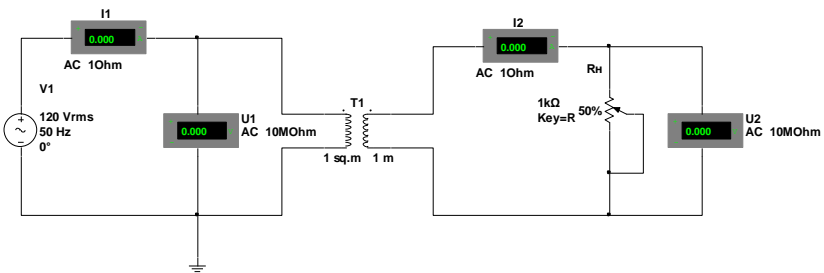 I1
0.000
AC 1Ohm
V1
120 Vrms
50 Hz
0°
0.000
U1
AC 10MOhm
T1
1 sq.m 1 m
I2
0.000
AC 1Ohm
Rн
1kΩ
Key=R
50%
0.000
U2
AC 10MOhm